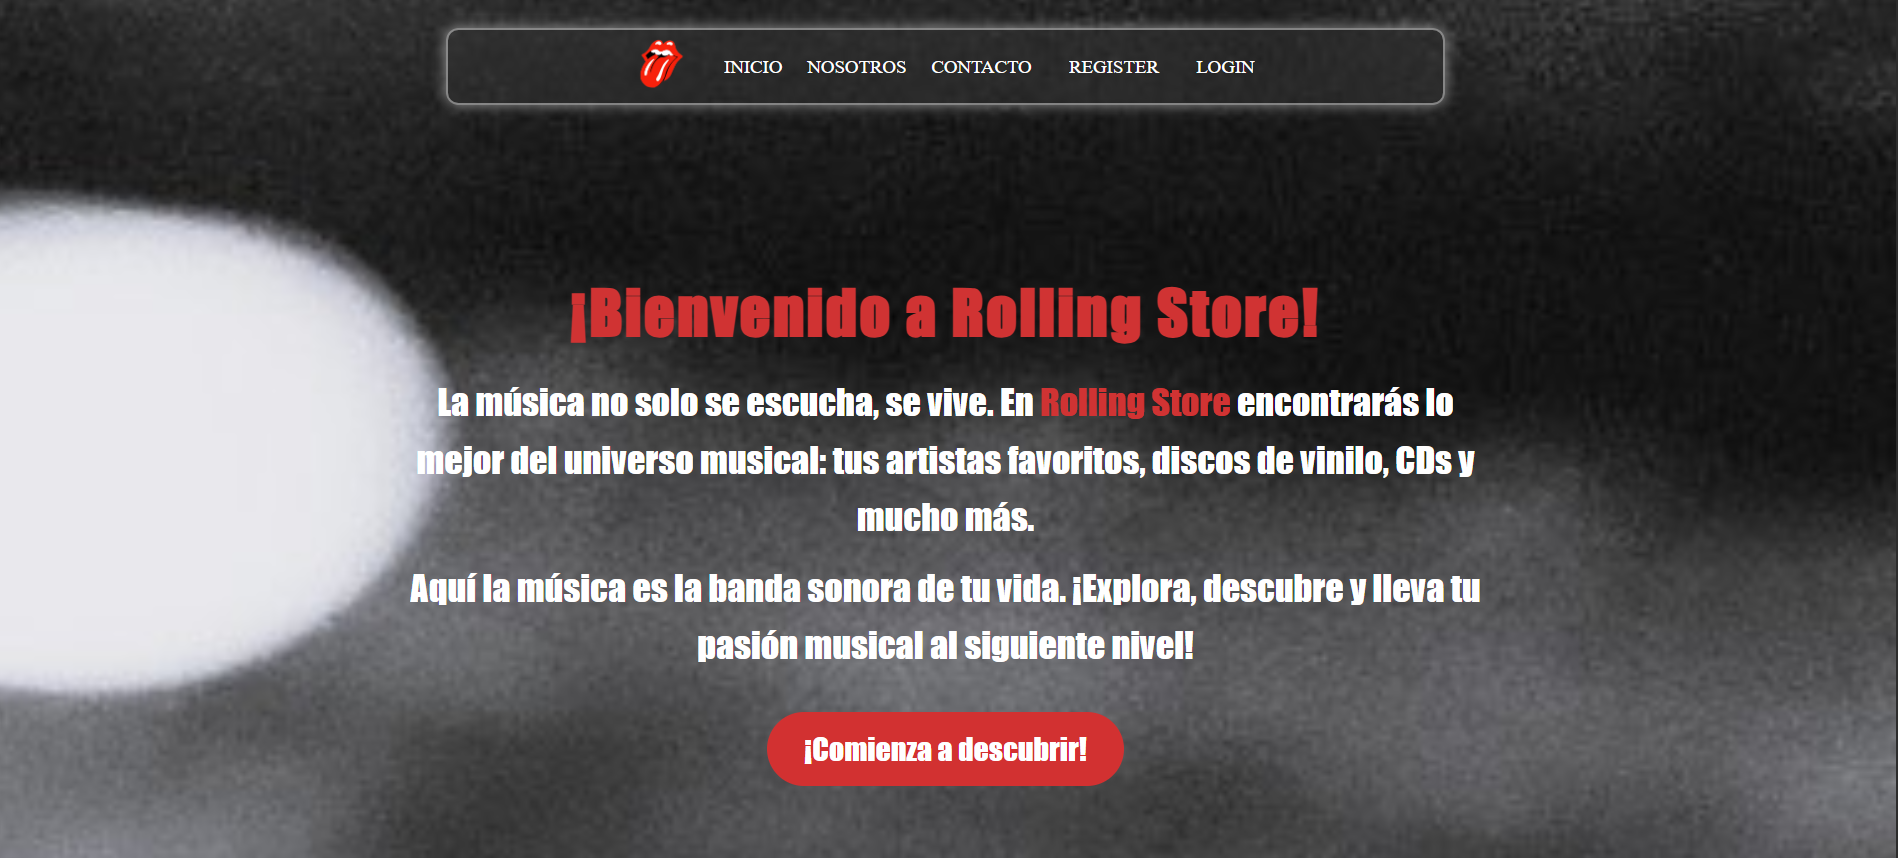 INICIO NOSOTROS CONTACTO REGISTER LOGIN
¡Bienvenido a Rolling Store!
La música no solo se escucha, se vive. En Rolling Store encontrarás lo
mejor del universo musical: tus artistas favoritos, discos de vinilo, CDs y
mucho más.
Aquí la música es la banda sonora de tu vida. ¡Explora, descubre y lleva tu
pasión musical al siguiente nivel!
¡Comienza a descubrir!